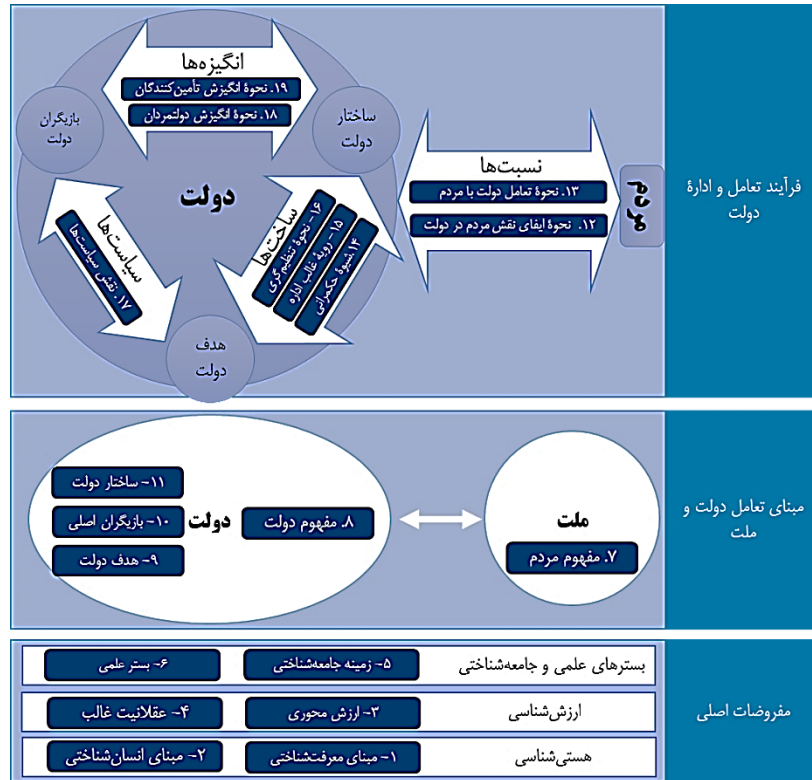 فرآیند تعامل و ادارهٔ
دولت
مردم
نسبت‌ها
۱۳. نحوهٔ تعامل دولت با مردم
۱۲. نحوهٔ ایفای نقش مردم در دولت
ساختار
دولت
انگیزه‌ها
۱۹. نحوهٔ انگیزش تأمین‌کنندگان
۱۸. نحوهٔ انگیزش دولتمردان
بازیگران
دولت
دولت
ساخت‌ها
۱۶- نحوهٔ تنظیم‌گری
۱۵- رویه غالب اداره
۱۴. شیوهٔ حکمرانی
سیاست‌ها
۱۷. نقش سیاست‌ها
هدف
دولت
مبنای تعامل دولت و
ملت
ملت
۷. مفهوم مردم
۸. مفهوم دولت
دولت
۱۱- ساختار دولت
۱۰- بازیگران اصلی
۹- هدف دولت
مفروضات اصلی
بسترهای علمی و جامعه‌شناختی
۵- زمینه جامعه‌شناختی
۶- بستر علمی
ارزش‌شناسی
۳- ارزش محوری
۴- عقلانیت غالب
هستی‌شناسی
۱- مبنای معرفت‌شناختی
۲- مبنای انسان‌شناختی